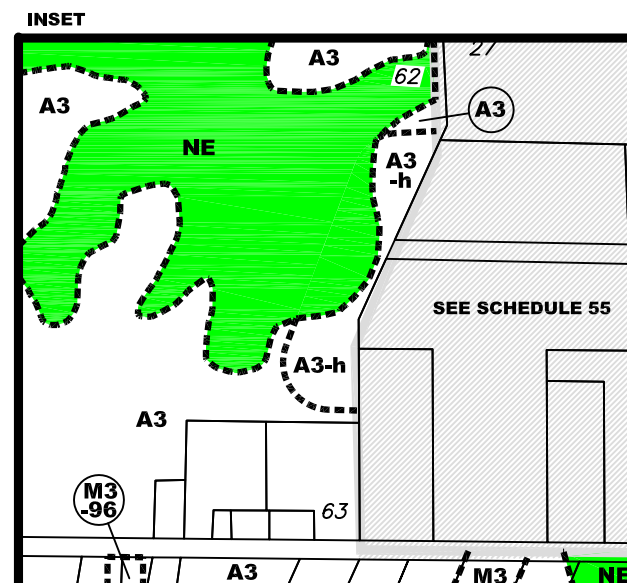 INSET
27
A3
62
A3
A3
NE
A3
-h
SEE SCHEDULE 55
A3-h
A3
M3
-96
63
A3
M3
NE